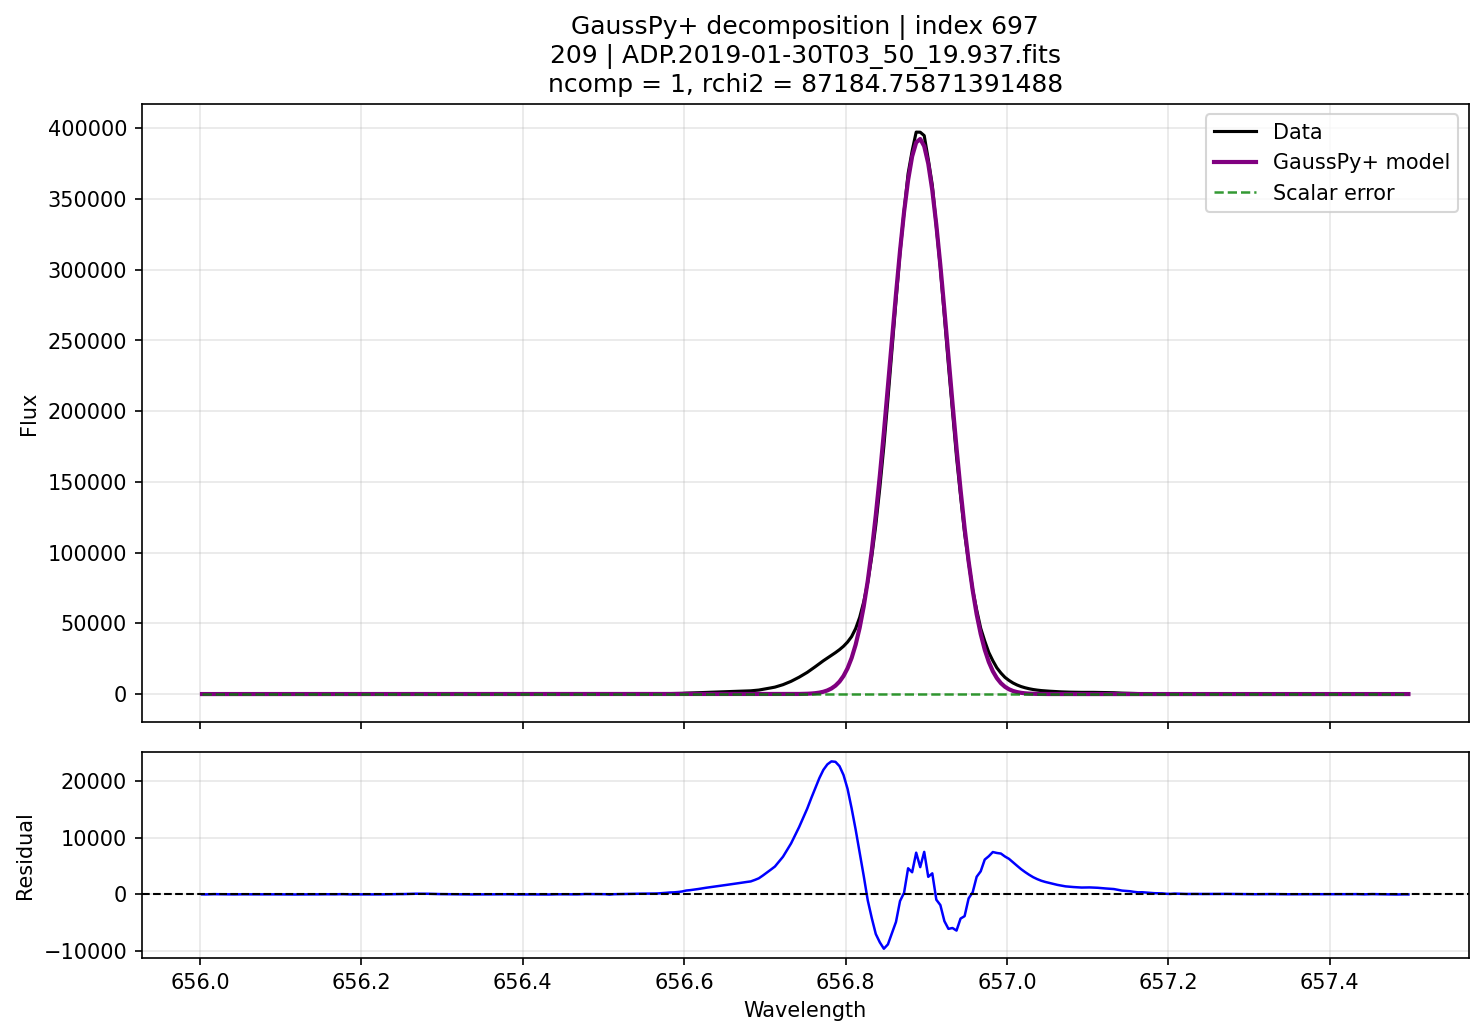 GaussPy+ decomposition | index 697
209 | ADP.2019-01-30T03_50_19.937.fits
ncomp = 1, rchi2 = 87184.75871391488
Data
GaussPy+ model
Scalar error
400000
350000
300000
250000
200000
150000
100000
50000
0
Flux
20000
10000
0
−10000
Residual
656.0
656.2
656.4
656.6
656.8
657.0
657.2
657.4
Wavelength